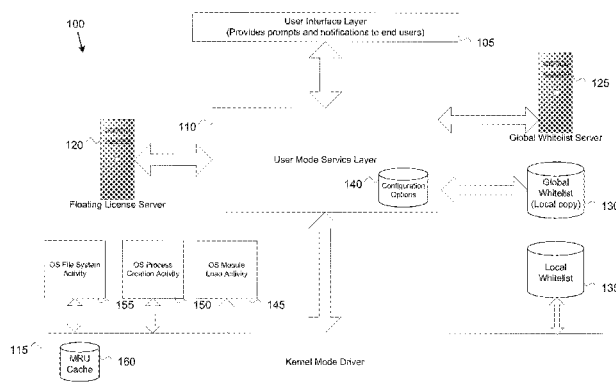 100
User Interface Layer
(Provides prompts and notifications to end users)
105
125
110
120
Global Whitelist Server
User Mode Service Layer
140
Configuration
Options
Floating License Server
Global
Whitelist
(Local copy)
130
OS File System
Activity
OS Process
Creation Activity
OS Module
Load Activity
Local
Whitelist
155
150
145
135
115
MRU
Cache
160
Kernel Mode Driver